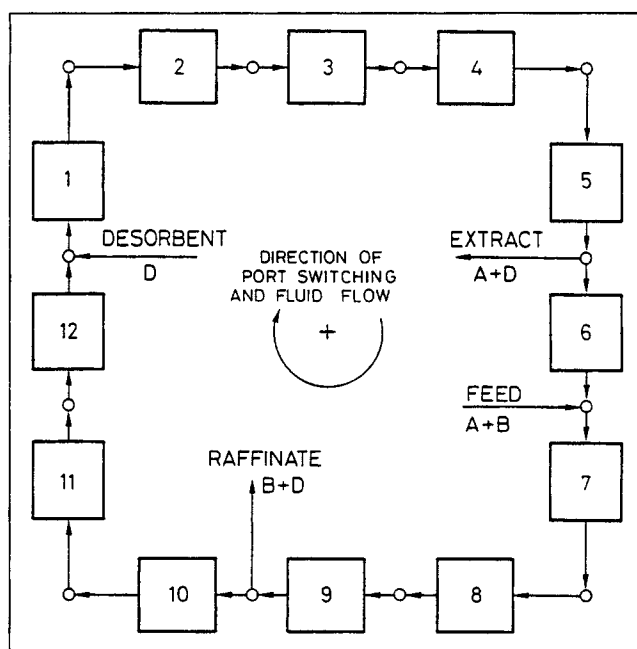 2
3
4
1
5
DESORBENT
D
EXTRACT
A+D
DIRECTION OF
PORT SWITCHING
AND FLUID FLOW
+
12
6
FEED
A+B
11
RAFFINATE
B+D
7
10
9
8